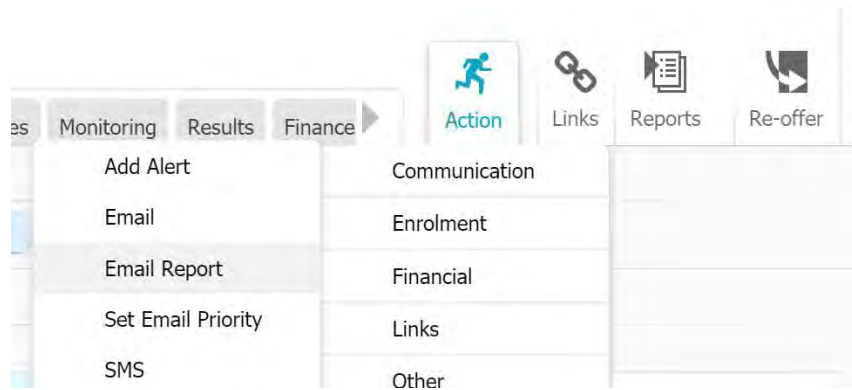 Action
Links
Reports
Re-offer
es
Monitoring
Results
Finance
Add Alert
Email
Email Report
Set Email Priority
SMS
Communication
Enrolment
Financial
Links
Other